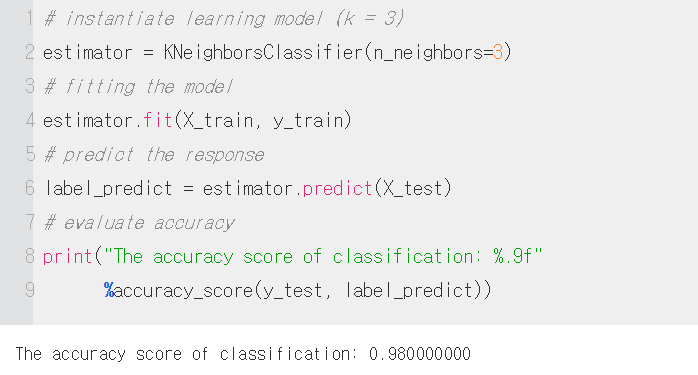 1 # instantiate learning model (k = 3)
2 estimator = KNeighborsClassifier(n_neighbors=3)
3 # fitting the model
4 estimator.fit(X_train, y_train)
5 # predict the response
6 label_predict = estimator.predict(X_test)
7 # evaluate accuracy
8 print("The accuracy score of classification: %.9f"
9 %accuracy_score(y_test, label_predict))
The accuracy score of classification: 0.980000000